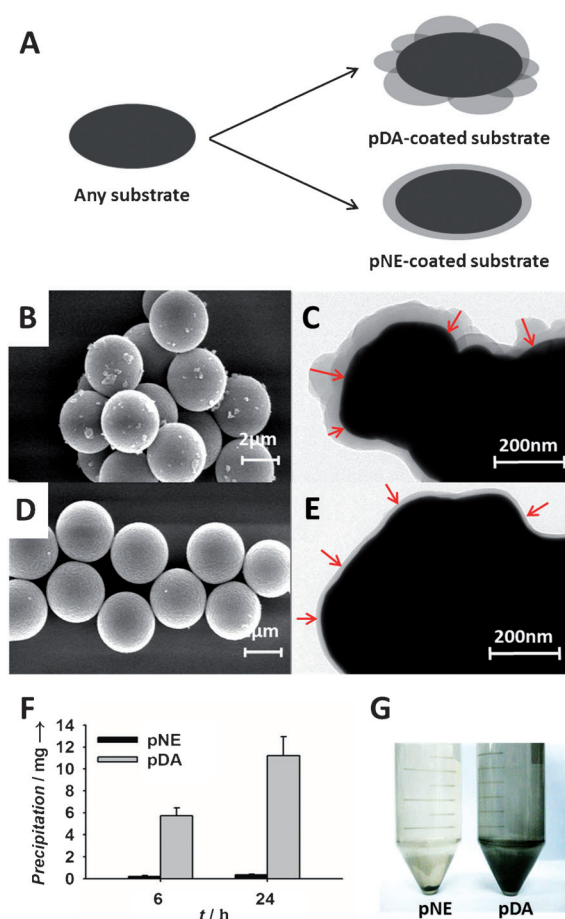 A
Any substrate
pDA-coated substrate
pNE-coated substrate
B
2μm
C
200nm
D
2μm
E
200nm
F
Precipitation / mg →
14
12
10
8
6
4
2
0
pNE
pDA
6
24
t / h
G
pNE
pDA